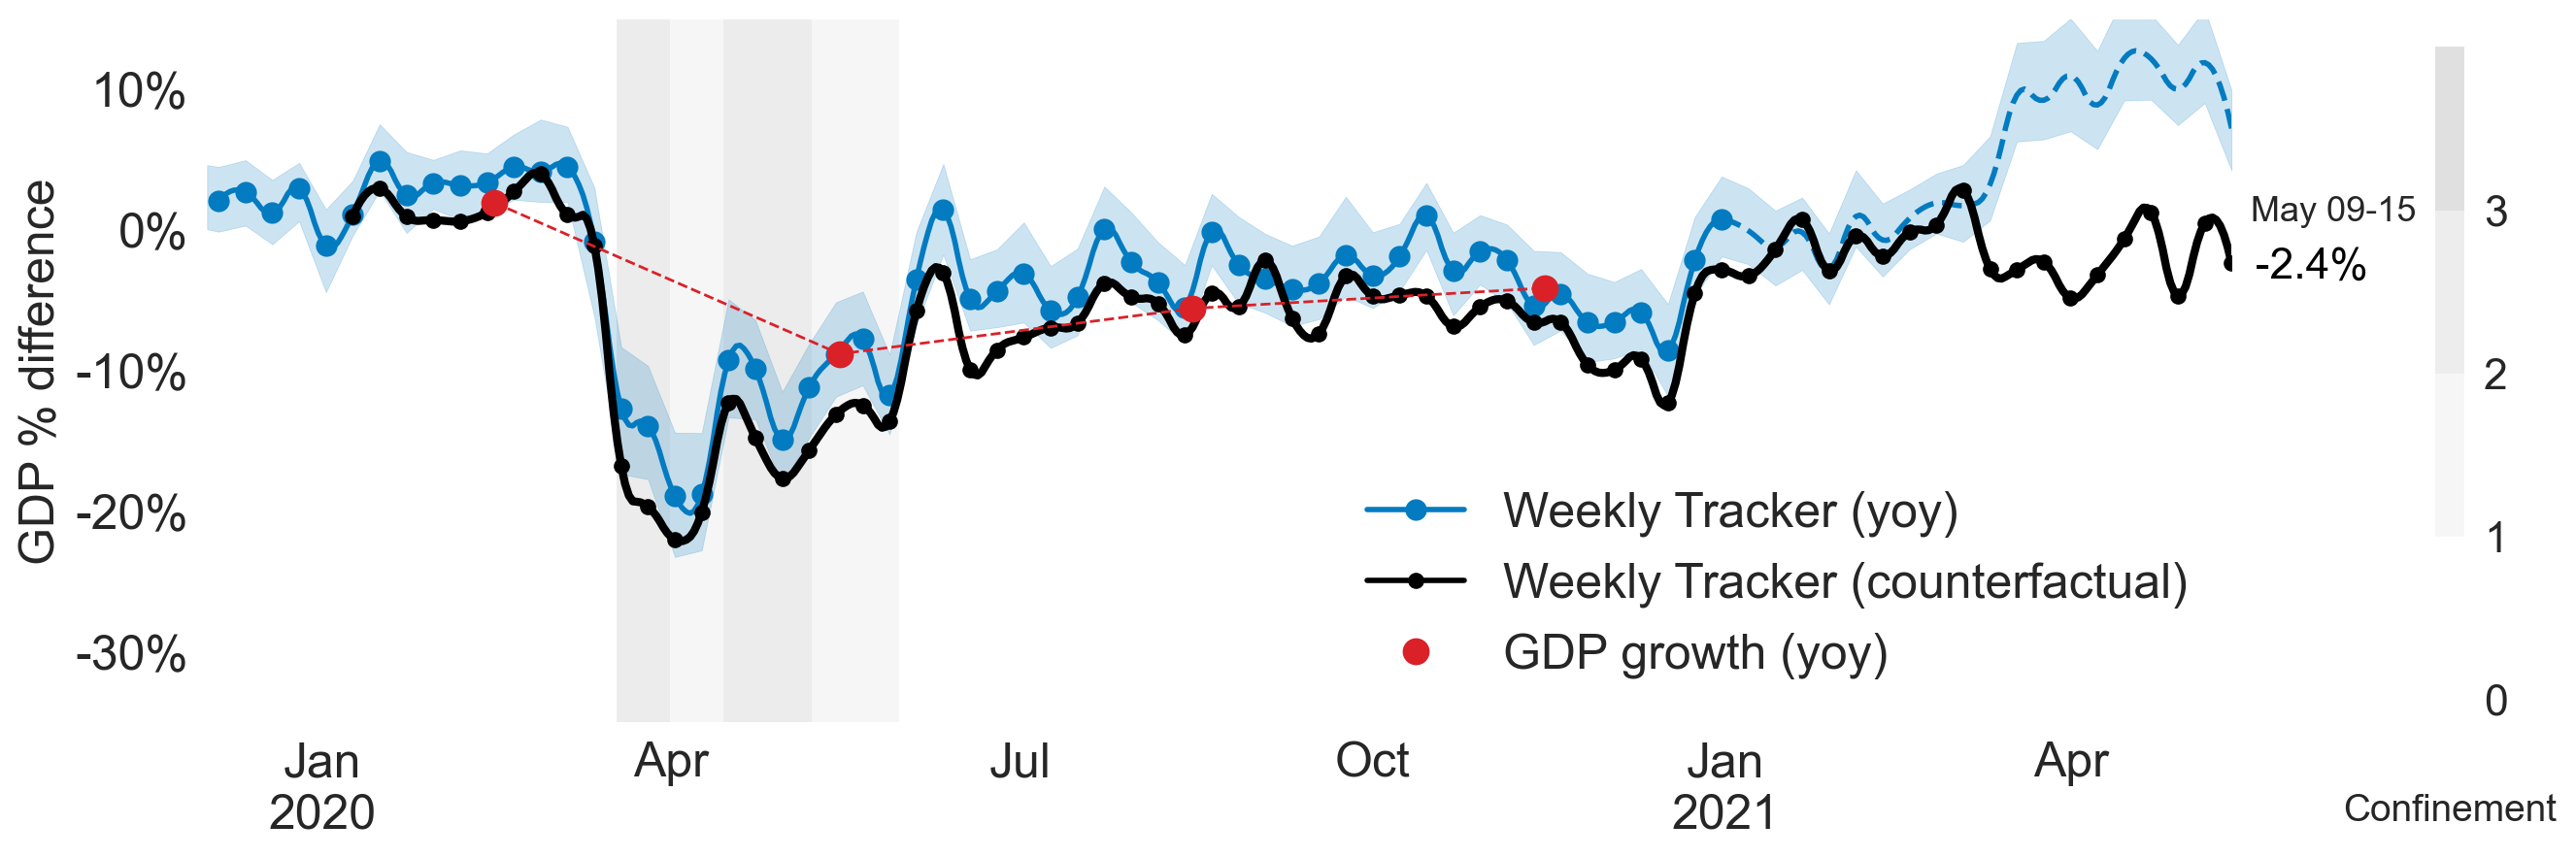 GDP % difference
10%
0%
-10%
-20%
-30%
May 09-15
-2.4%
Weekly Tracker (yoy)
Weekly Tracker (counterfactual)
GDP growth (yoy)
3
2
1
0
Jan
2020
Apr
Jul
Oct
Jan
2021
Apr
Confinement